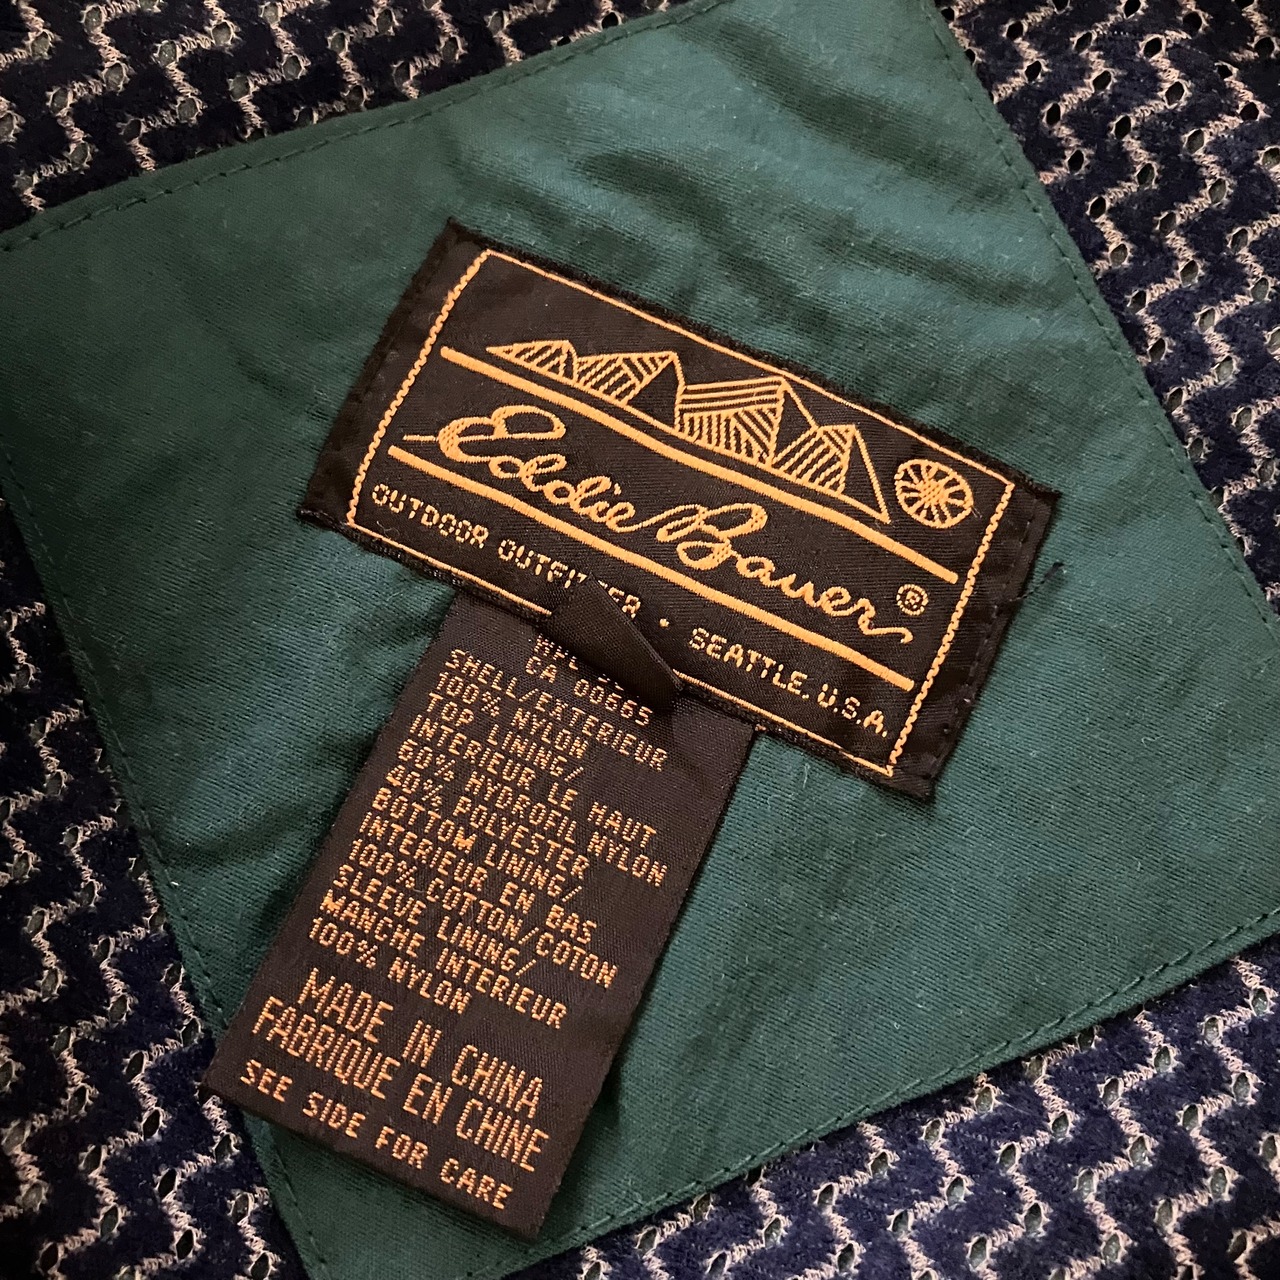 Eddie Bauer®
OUTDOOR OUTFITTER • SEATTLE, U.S.A.
CA 00665
SHELL/EXTERIEUR
100% NYLON
TOP LINING/
INTERIEUR LE HAUT
60% HYDROFIL NYLON
40% POLYESTER
BOTTOM LINING/
INTERIEUR EN BAS
100% COTTON/COTON
SLEEVE LINING/
MANCHE INTERIEUR
100% NYLON
MADE IN CHINA
FABRIQUE EN CHINE
SEE SIDE FOR CARE